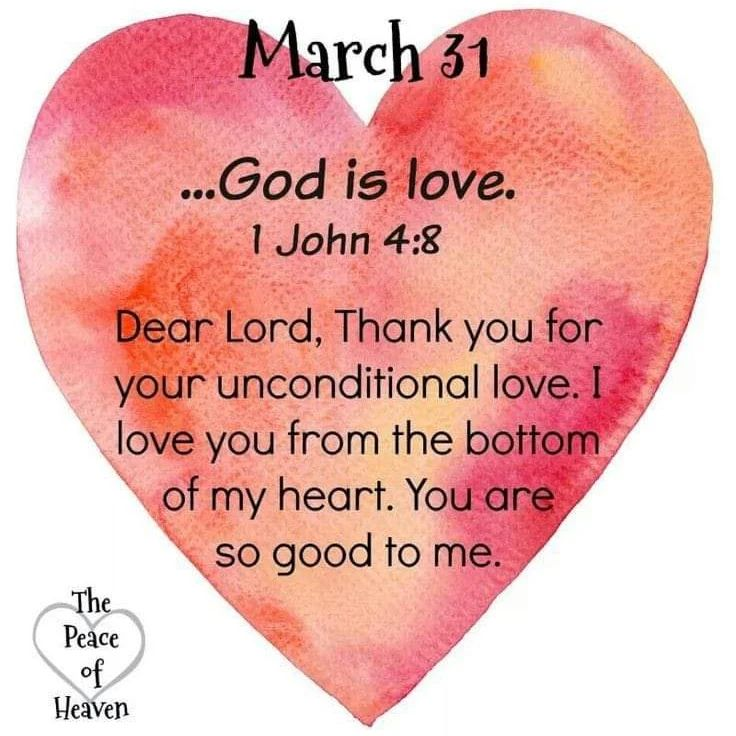 March 31
...God is love.
1 John 4:8
Dear Lord, Thank you for
your unconditional love. I
love you from the bottom
of my heart. You are
so good to me.
The
Peace
of
Heaven